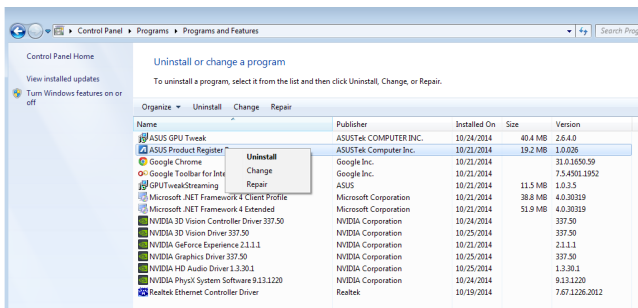 Control Panel ▸ Programs ▸ Programs and Features
Search Prog
Control Panel Home
View installed updates
Turn Windows features on or
off
Uninstall or change a program
To uninstall a program, select it from the list and then click Uninstall, Change, or Repair.
Organize Uninstall Change Repair
Name Publisher Installed On Size Version
ASUS GPU Tweak ASUSTek COMPUTER INC. 10/24/2014 40.4 MB 2.6.4.0
ASUS Product Register ASUSTek Computer Inc. 10/21/2014 19.2 MB 1.0.026
Google Chrome Google Inc. 10/21/2014 31.0.1650.59
Google Toolbar for Inte Google Inc. 10/21/2014 7.5.4501.1952
GPUTweakStreaming ASUS 10/21/2014 11.5 MB 1.0.3.5
Microsoft .NET Framework 4 Client Profile Microsoft Corporation 10/21/2014 38.8 MB 4.0.30319
Microsoft .NET Framework 4 Extended Microsoft Corporation 10/21/2014 51.9 MB 4.0.30319
NVIDIA 3D Vision Controller Driver 337.50 NVIDIA Corporation 10/24/2014 337.50
NVIDIA 3D Vision Driver 337.50 NVIDIA Corporation 10/25/2014 337.50
NVIDIA GeForce Experience 2.1.1.1 NVIDIA Corporation 10/21/2014 2.1.1.1
NVIDIA Graphics Driver 337.50 NVIDIA Corporation 10/25/2014 337.50
NVIDIA HD Audio Driver 1.3.30.1 NVIDIA Corporation 10/25/2014 1.3.30.1
NVIDIA PhysX System Software 9.13.1220 NVIDIA Corporation 10/24/2014 9.13.1220
Realtek Ethernet Controller Driver Realtek 10/19/2014 7.67.1226.2012
Uninstall
Change
Repair